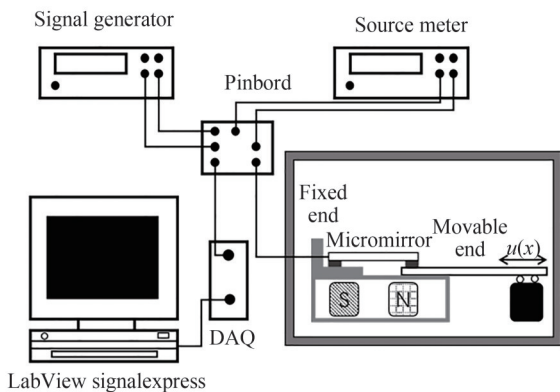 Signal generator
Source meter
Pinbord
Fixed
end
Micromirror
Movable
end
u(x)
S
N
DAQ
LabView signalexpress